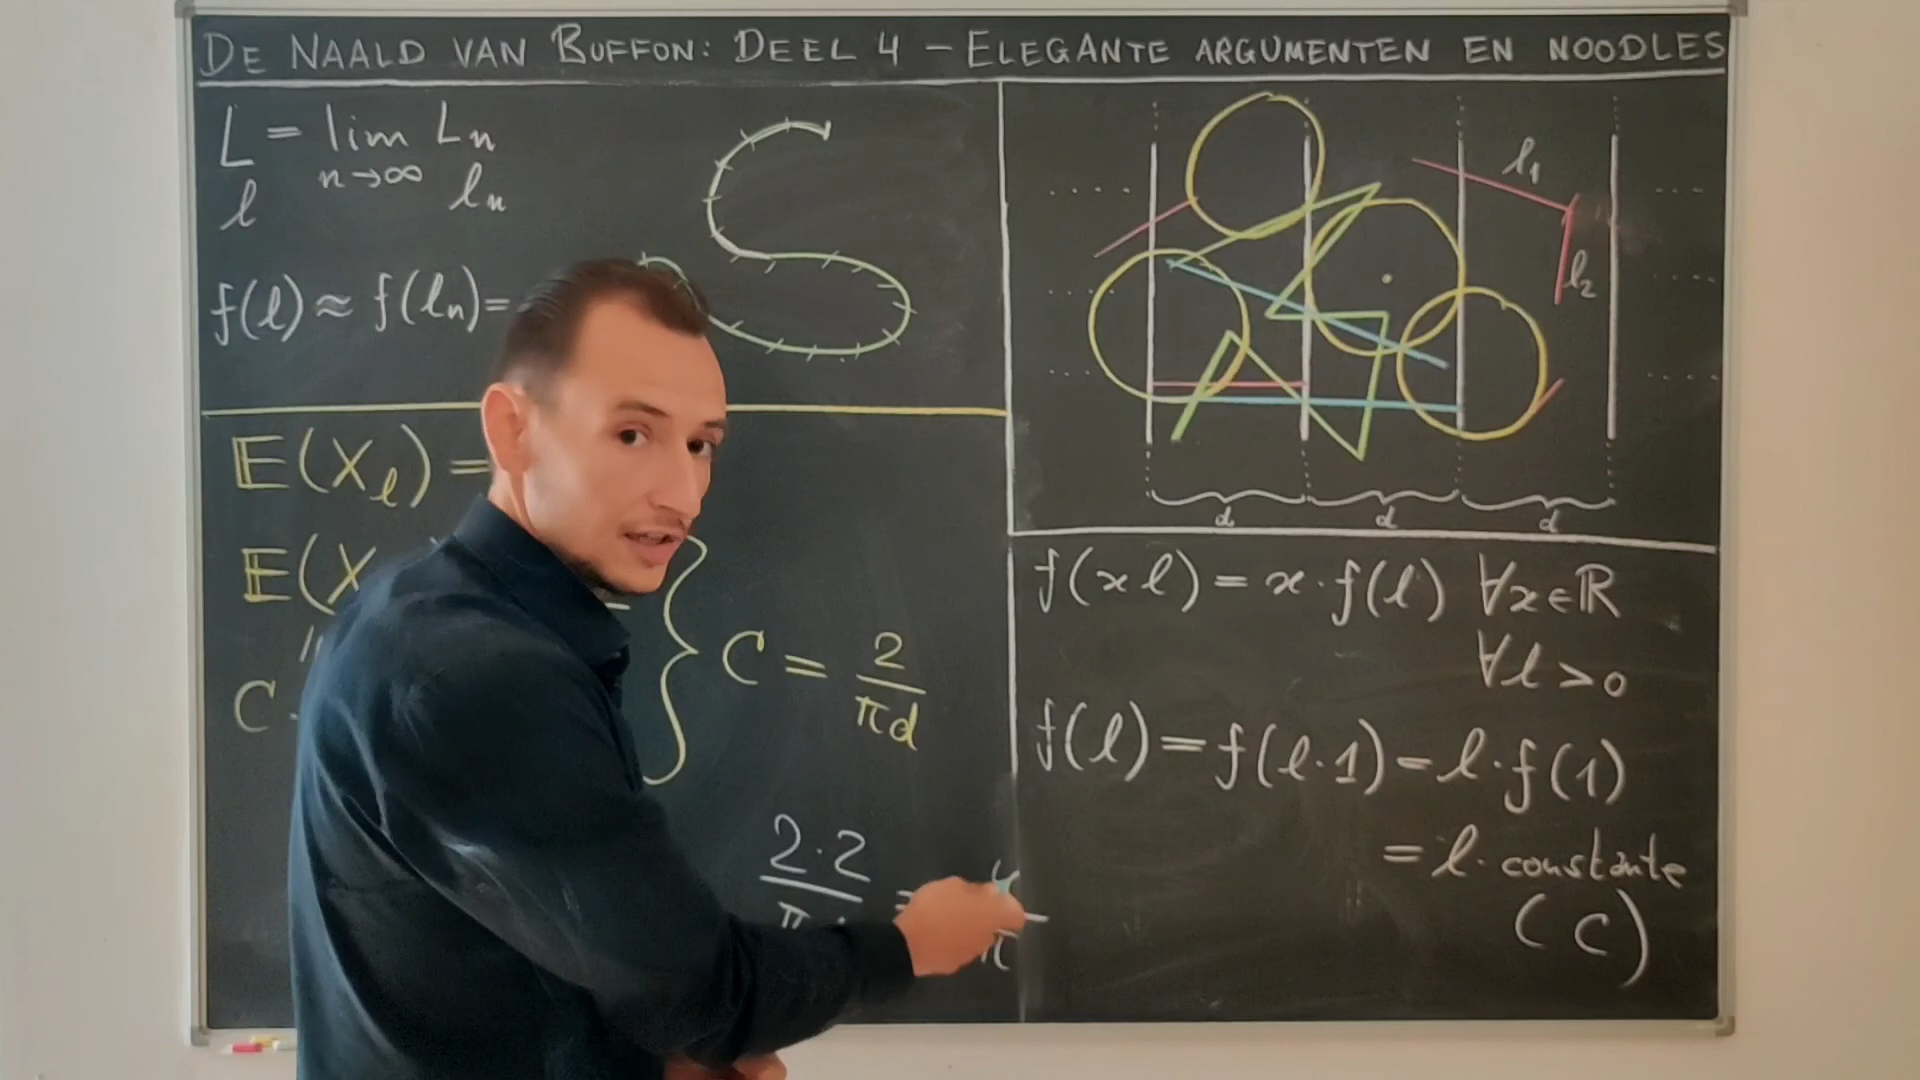 DE NAALD VAN BUFFON: DEEL 4 – ELEGANTE ARGUMENTEN EN NOODLES
L = lim Ln
n→∞
l ln
f(l) ≈ f(ln) =
E(Xl) =
E(X
C ·
C = 2/πd
2·2
π
=
π
l1
l2
d d d
f(xl) = x·f(l) ∀x∈ℝ
∀l>0
f(l) = f(l·1) = l·f(1)
= l· constante
(C)